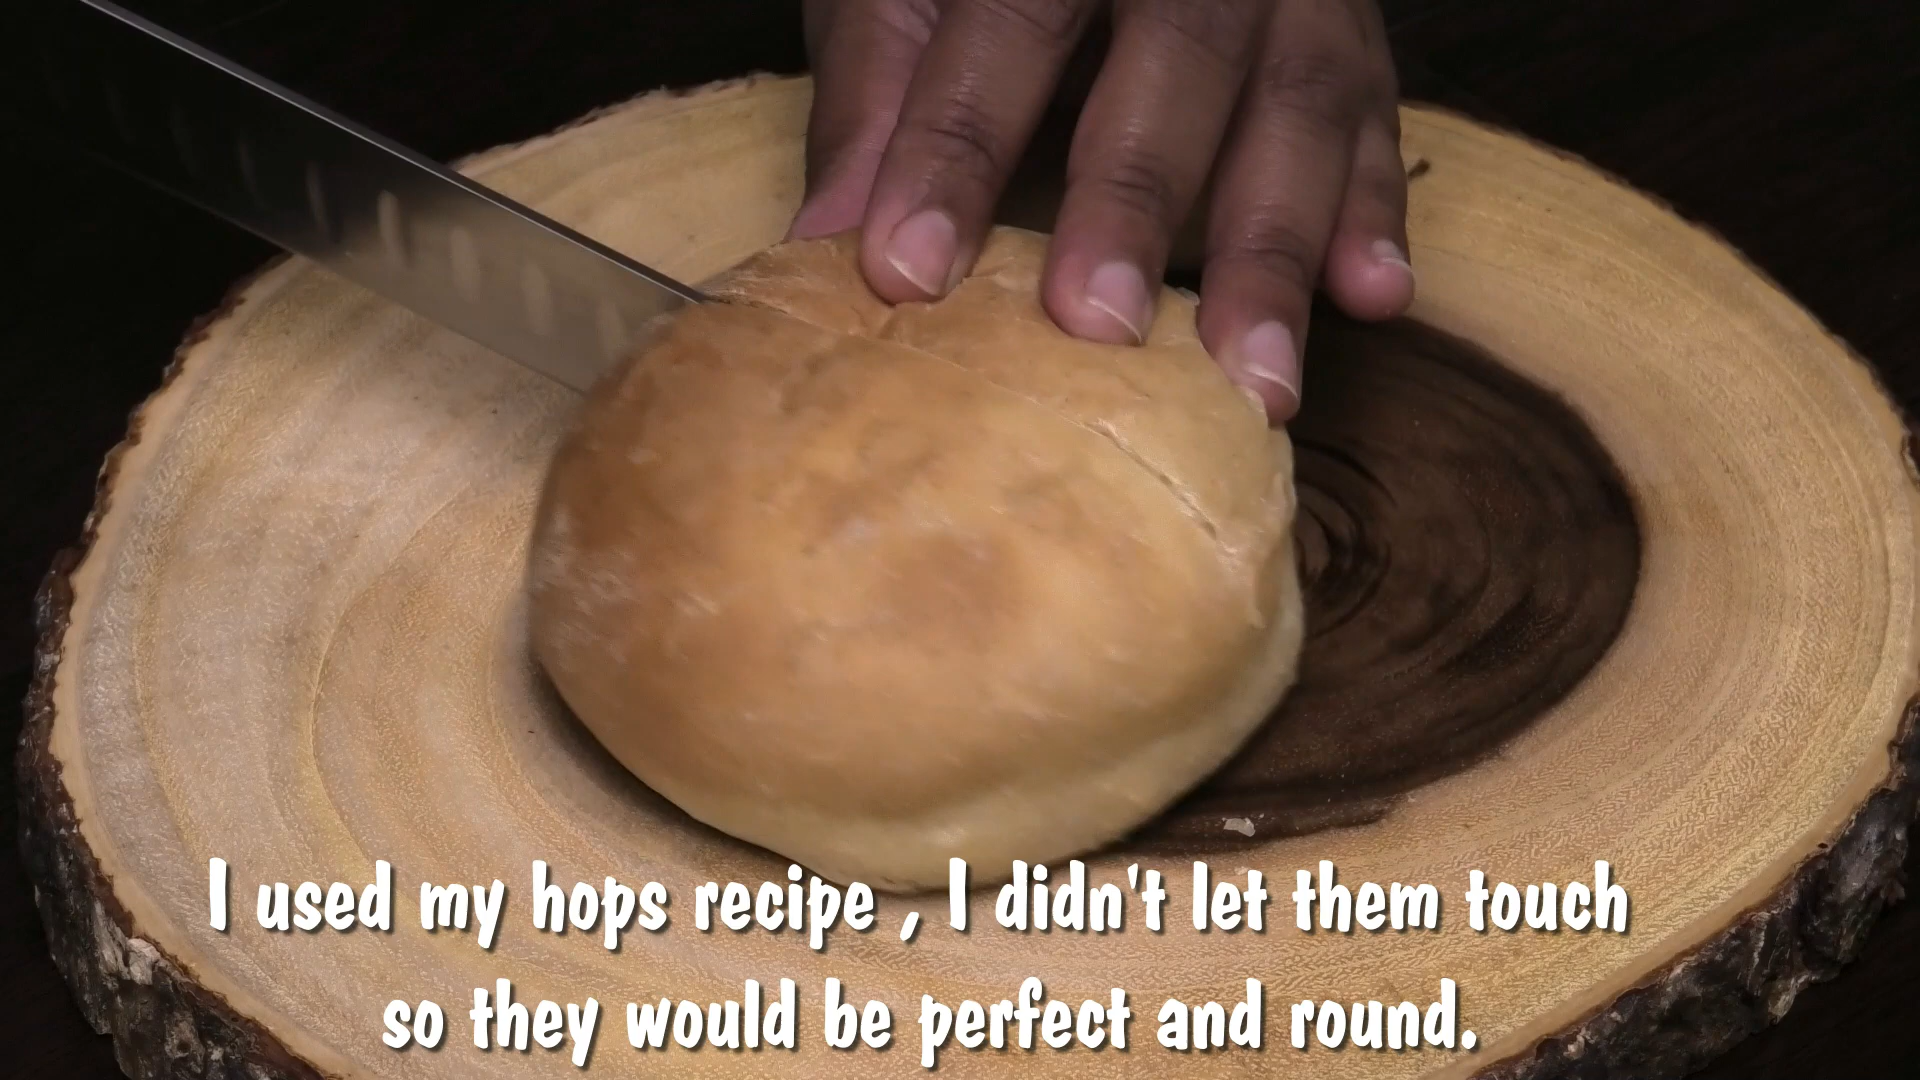 I used my hops recipe , I didn't let them touch
so they would be perfect and round.